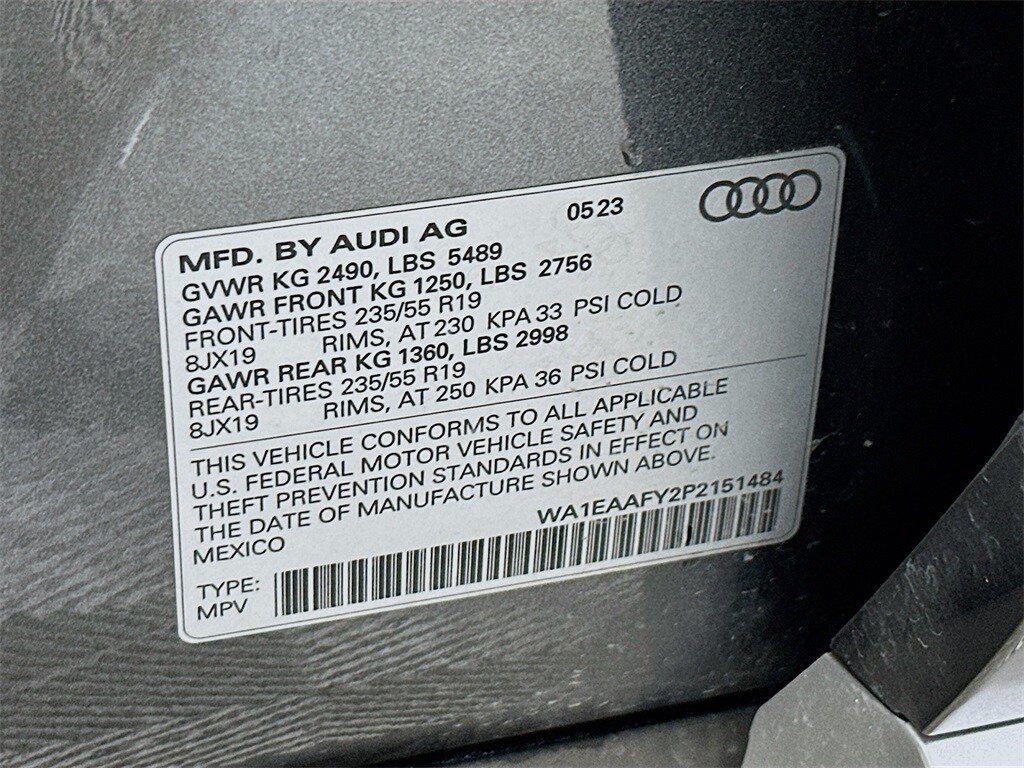 MFD. BY AUDI AG 0523
GVWR KG 2490, LBS 5489
GAWR FRONT KG 1250, LBS 2756
FRONT-TIRES 235/55 R19
8JX19 RIMS, AT 230 KPA 33 PSI COLD
GAWR REAR KG 1360, LBS 2998
REAR-TIRES 235/55 R19
8JX19 RIMS, AT 250 KPA 36 PSI COLD
THIS VEHICLE CONFORMS TO ALL APPLICABLE
U.S. FEDERAL MOTOR VEHICLE SAFETY AND
THEFT PREVENTION STANDARDS IN EFFECT ON
THE DATE OF MANUFACTURE SHOWN ABOVE.
MEXICO WA1EAAFY2P2151484
TYPE:
MPV